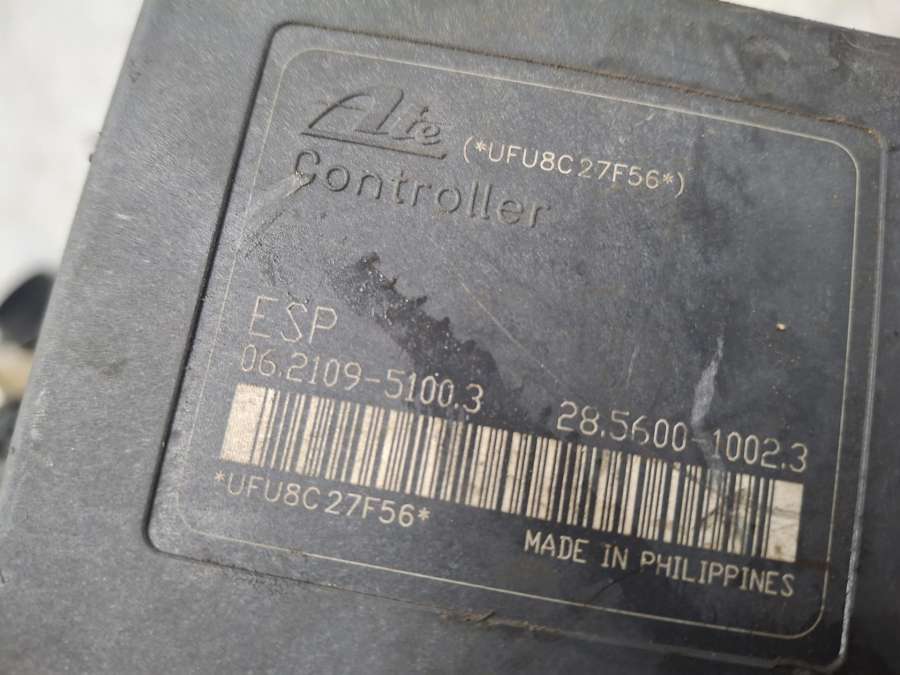 Ate (*UFU8C27F56*)
Controller
ESP
06.2109-5100.3 28.5600-1002.3
*UFU8C27F56*
MADE IN PHILIPPINES